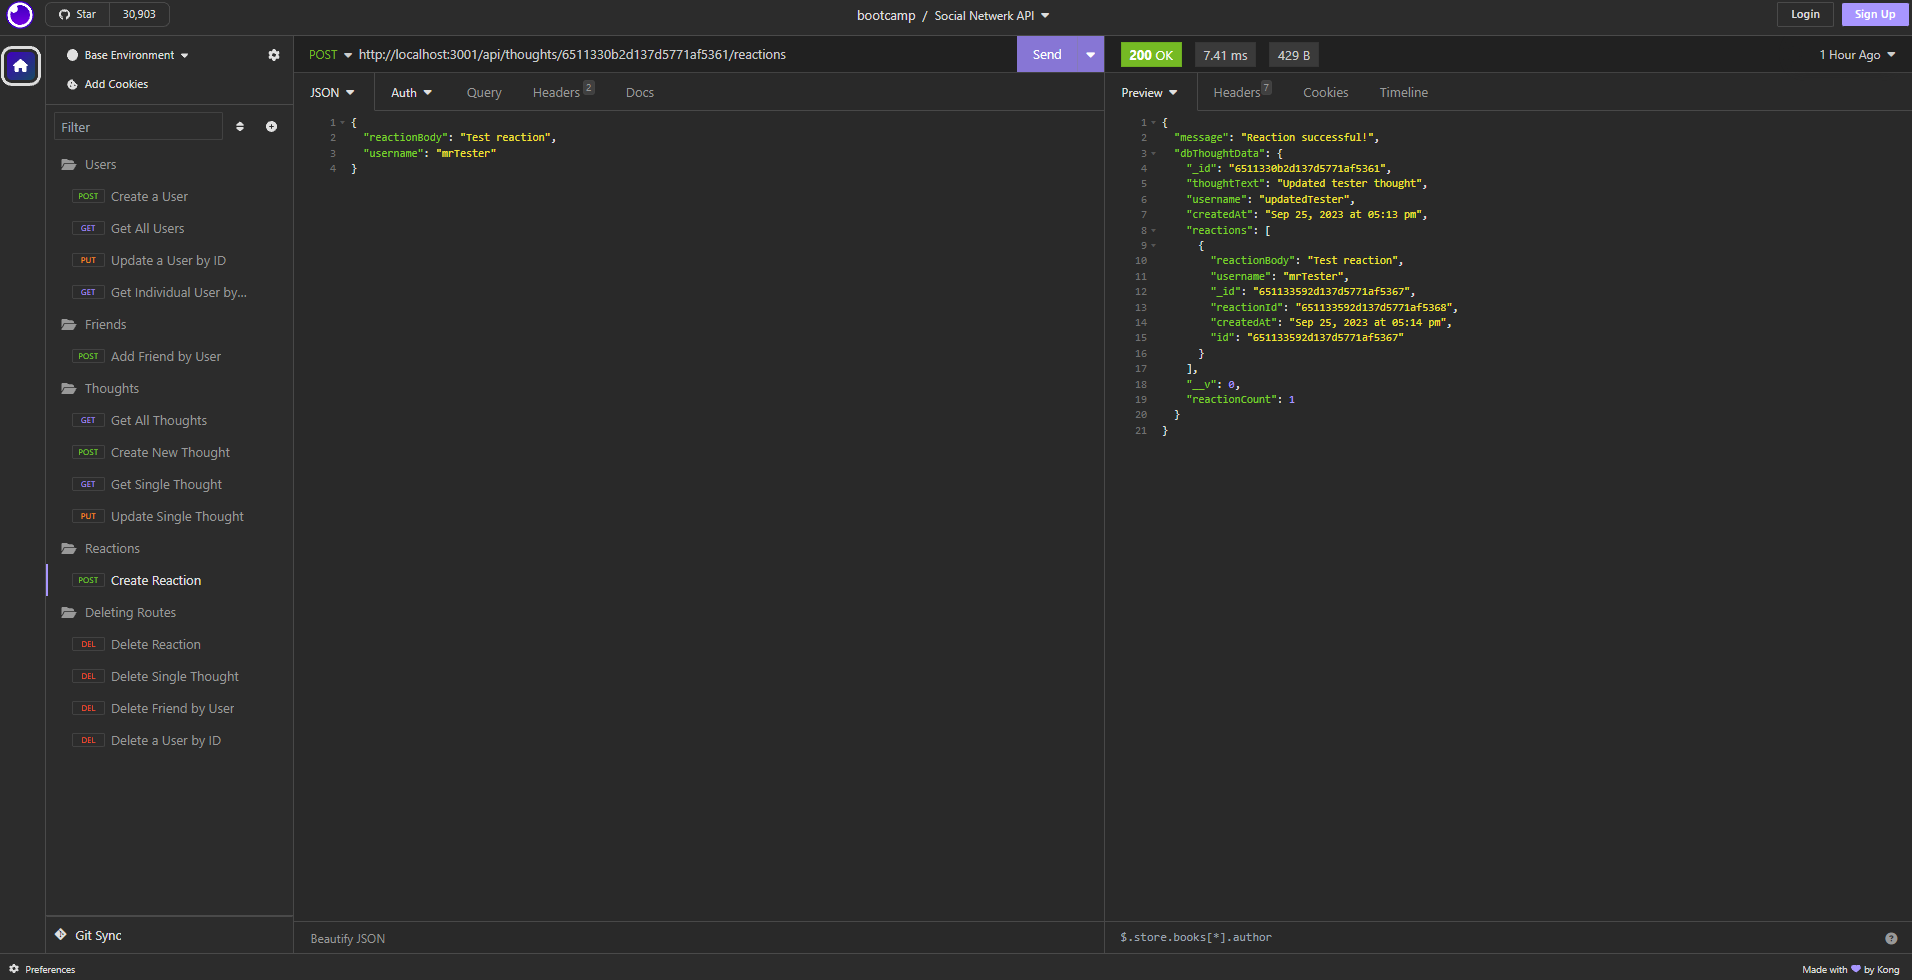 Star 30,903
bootcamp / Social Netwerk API
Login Sign Up
Base Environment
Add Cookies
Filter
Users
POST Create a User
GET Get All Users
PUT Update a User by ID
GET Get Individual User by...
Friends
POST Add Friend by User
Thoughts
GET Get All Thoughts
POST Create New Thought
GET Get Single Thought
PUT Update Single Thought
Reactions
POST Create Reaction
Deleting Routes
DEL Delete Reaction
DEL Delete Single Thought
DEL Delete Friend by User
DEL Delete a User by ID
Git Sync
Preferences
POST http://localhost:3001/api/thoughts/6511330b2d137d5771af5361/reactions Send
JSON Auth Query Headers 2 Docs
1 {
2 "reactionBody": "Test reaction",
3 "username": "mrTester"
4 }
Beautify JSON
200 OK 7.41 ms 429 B 1 Hour Ago
Preview Headers 7 Cookies Timeline
1 {
2 "message": "Reaction successful!",
3 "dbThoughtData": {
4 "_id": "6511330b2d137d5771af5361",
5 "thoughtText": "Updated tester thought",
6 "username": "updatedTester",
7 "createdAt": "Sep 25, 2023 at 05:13 pm",
8 "reactions": [
9 {
10 "reactionBody": "Test reaction",
11 "username": "mrTester",
12 "_id": "651133592d137d5771af5367",
13 "reactionId": "651133592d137d5771af5368",
14 "createdAt": "Sep 25, 2023 at 05:14 pm",
15 "id": "651133592d137d5771af5367"
16 }
17 ],
18 "__v": 0,
19 "reactionCount": 1
20 }
21 }
$.store.books[*].author
?
Made with by Kong